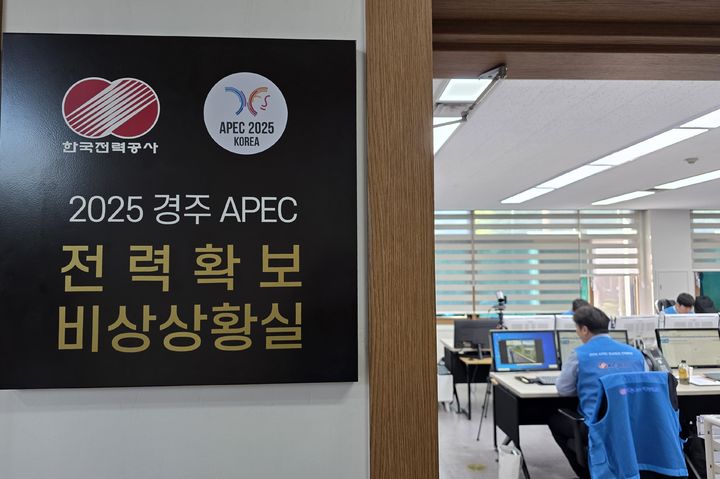 한국전력공사
APEC 2025
KOREA
2025 경주 APEC
전력확보
비상상황실